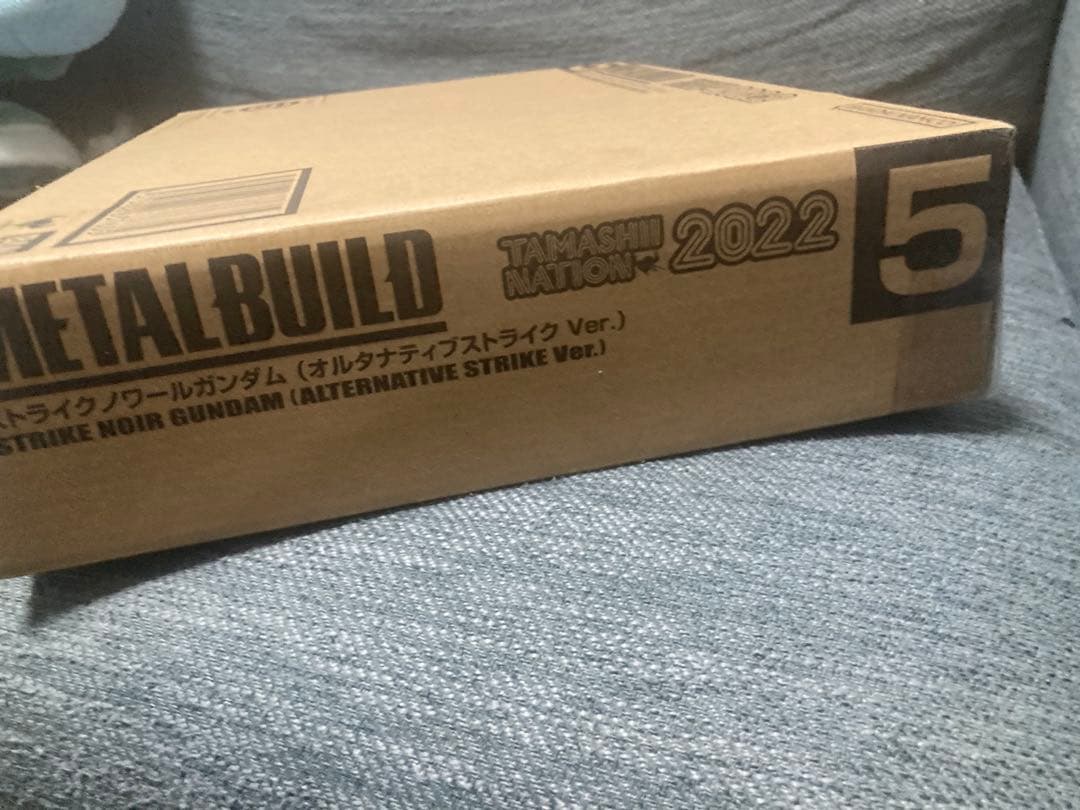 METALBUILD
TAMASHII
NATION
2022
5
ストライクノワールガンダム（オルタナティブストライク Ver.）
STRIKE NOIR GUNDAM (ALTERNATIVE STRIKE Ver.)